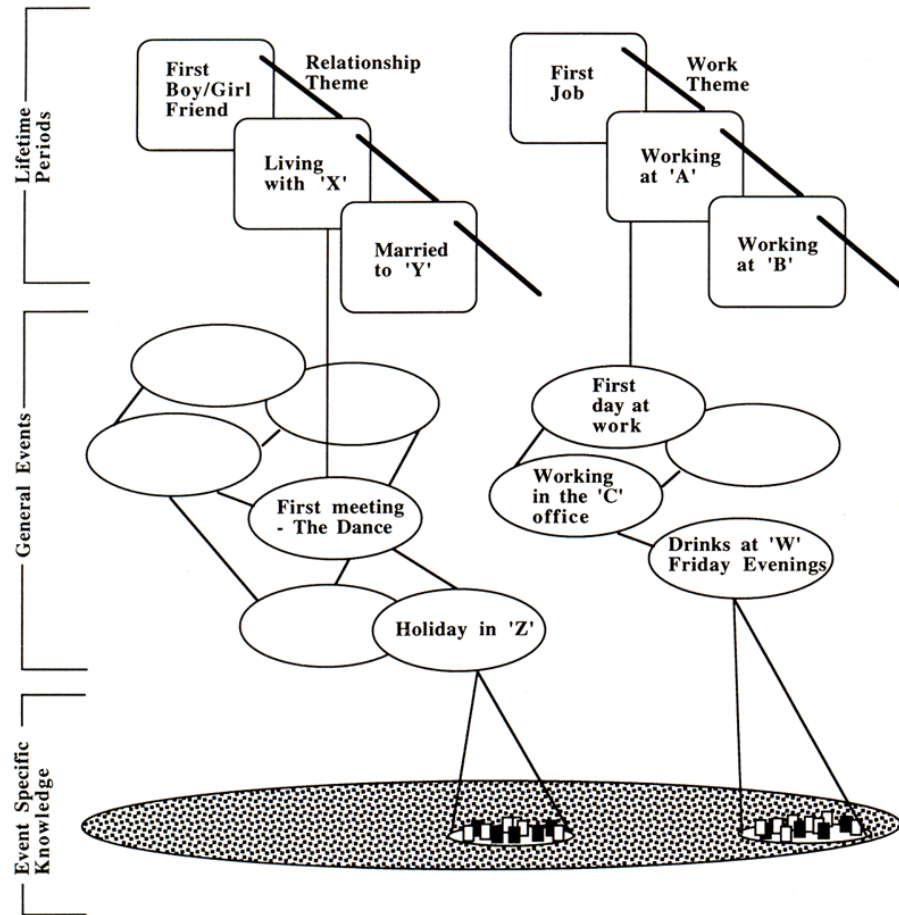 Lifetime
Periods
First
Boy/Girl
Friend
Relationship
Theme
Living
with 'X'
Married
to 'Y'
First
Job
Work
Theme
Working
at 'A'
Working
at 'B'
General Events
First meeting
- The Dance
Holiday in 'Z'
First
day at
work
Working
in the 'C'
office
Drinks at 'W'
Friday Evenings
Event Specific
Knowledge